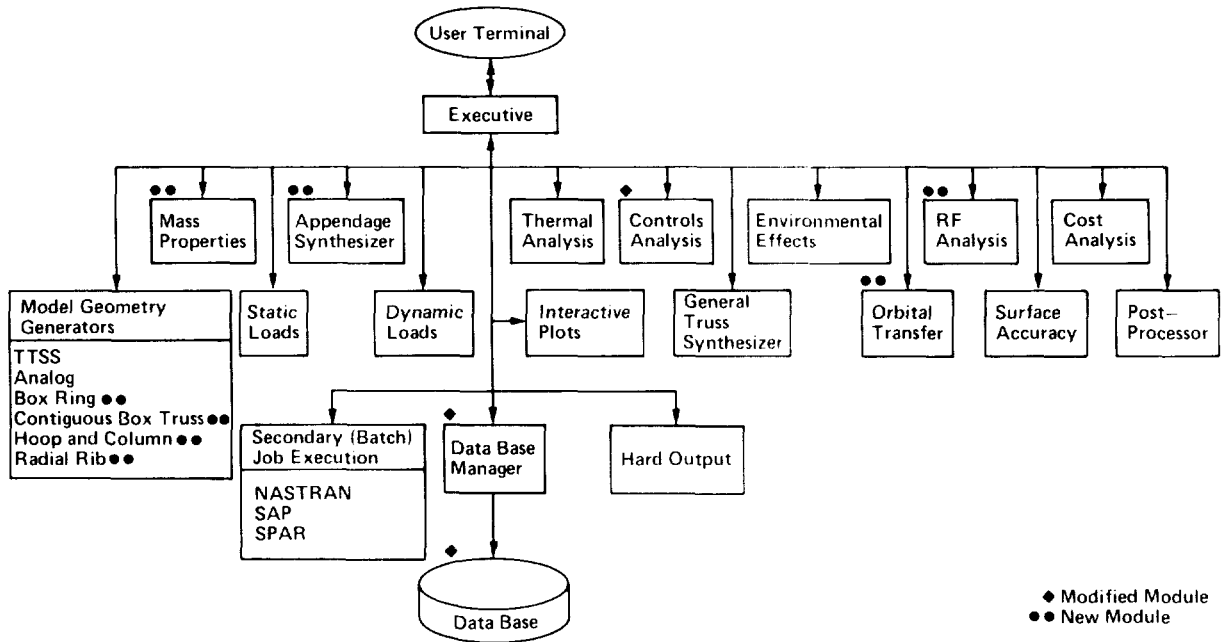 User Terminal
Executive
Mass
Properties
Appendage
Synthesizer
Thermal
Analysis
Controls
Analysis
Environmental
Effects
RF
Analysis
Cost
Analysis
Model Geometry
Generators
TTSS
Analog
Box Ring ●●
Contiguous Box Truss ●●
Hoop and Column ●●
Radial Rib ●●
Static
Loads
Dynamic
Loads
Interactive
Plots
General
Truss
Synthesizer
Orbital
Transfer
Surface
Accuracy
Post-
Processor
Secondary (Batch)
Job Execution
NASTRAN
SAP
SPAR
Data Base
Manager
Hard Output
Data Base
◆ Modified Module
●● New Module